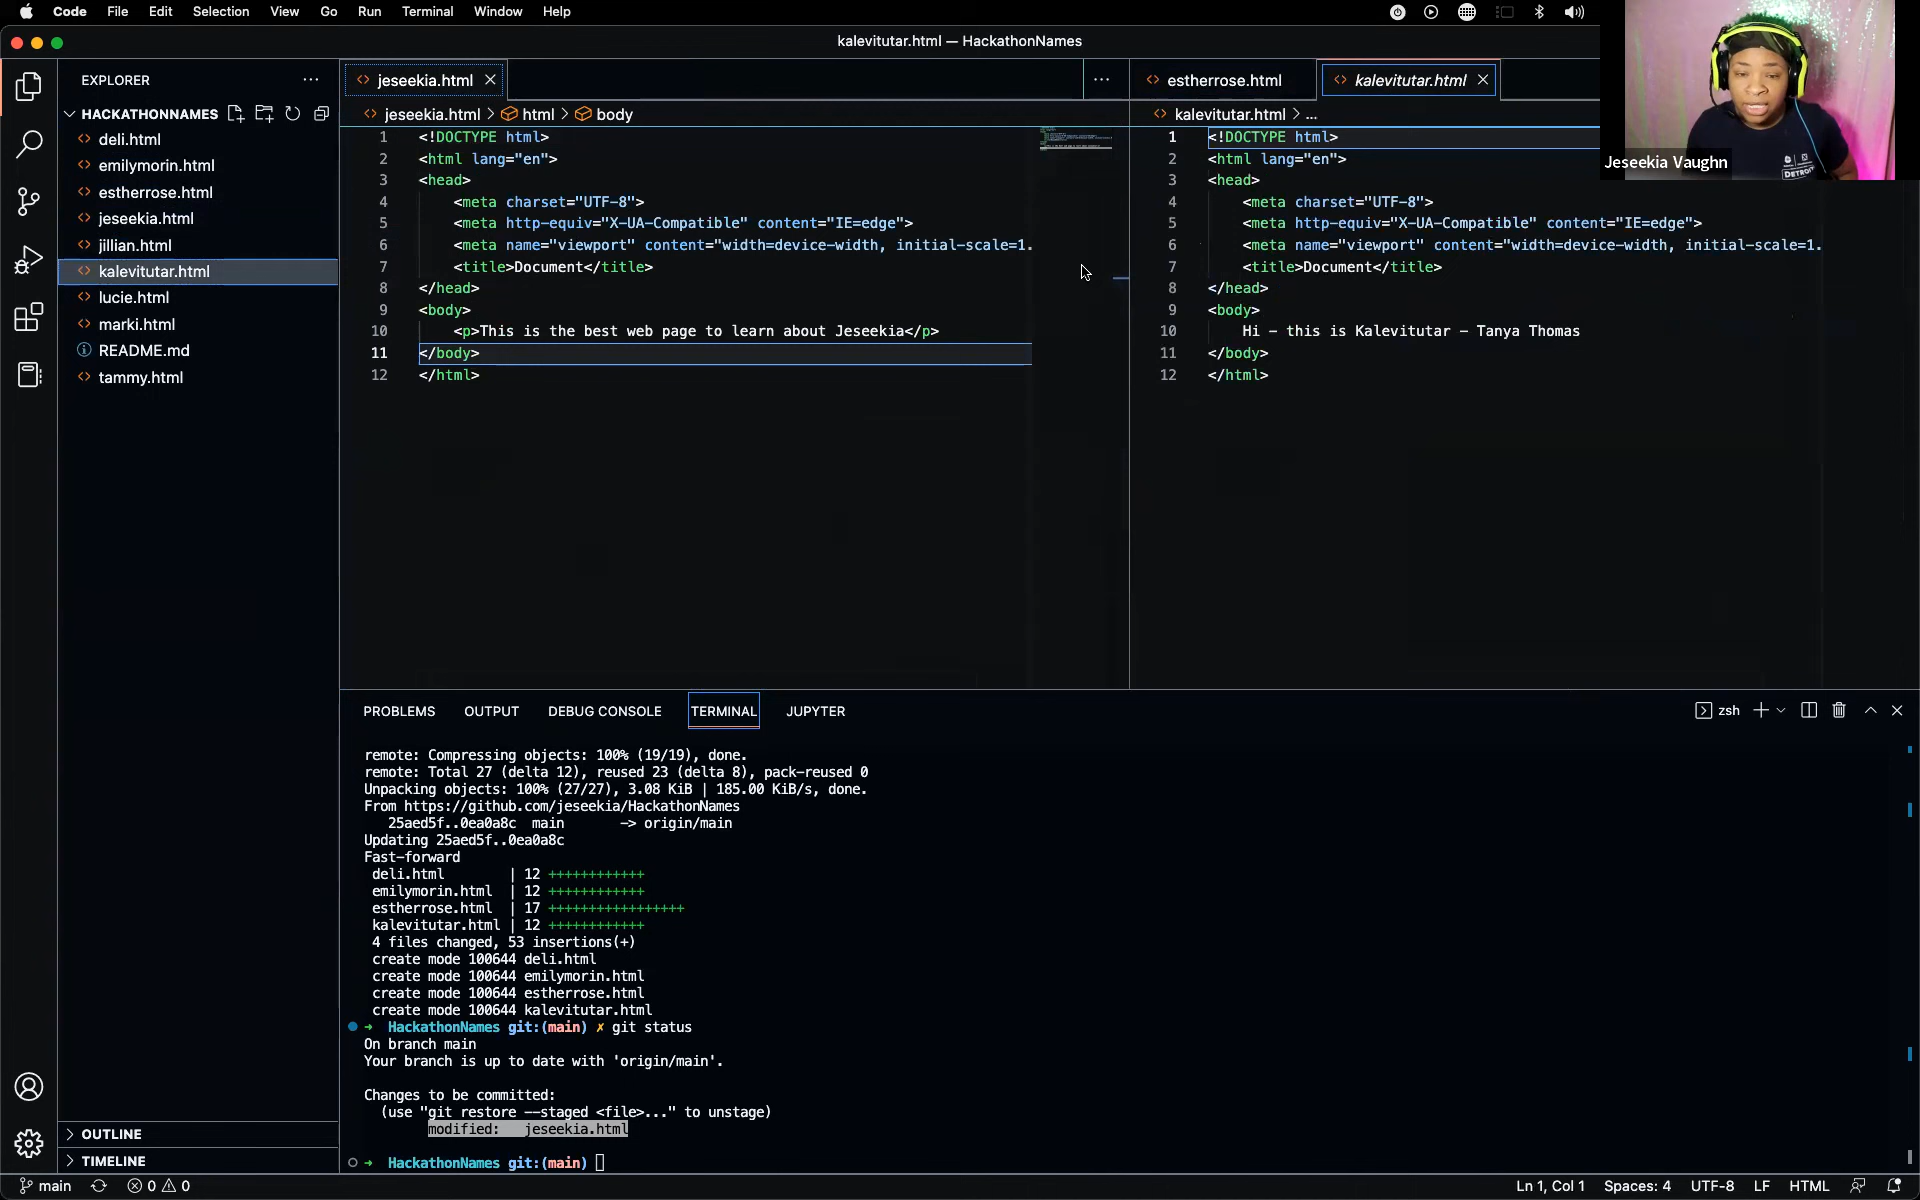 Code File Edit Selection View Go Run Terminal Window Help
kalevitutar.html — HackathonNames
EXPLORER
HACKATHONNAMES
deli.html
emilymorin.html
estherrose.html
jeseekia.html
jillian.html
kalevitutar.html
lucie.html
marki.html
README.md
tammy.html
OUTLINE
TIMELINE
jeseekia.html
jeseekia.html > html > body
1 <!DOCTYPE html>
2 <html lang="en">
3 <head>
4 <meta charset="UTF-8">
5 <meta http-equiv="X-UA-Compatible" content="IE=edge">
6 <meta name="viewport" content="width=device-width, initial-scale=1.
7 <title>Document</title>
8 </head>
9 <body>
10 <p>This is the best web page to learn about Jeseekia</p>
11 </body>
12 </html>
estherrose.html kalevitutar.html
kalevitutar.html > ...
1 <!DOCTYPE html>
2 <html lang="en">
3 <head>
4 <meta charset="UTF-8">
5 <meta http-equiv="X-UA-Compatible" content="IE=edge">
6 <meta name="viewport" content="width=device-width, initial-scale=1.
7 <title>Document</title>
8 </head>
9 <body>
10 Hi - this is Kalevitutar - Tanya Thomas
11 </body>
12 </html>
DETROIT
Jeseekia Vaughn
PROBLEMS OUTPUT DEBUG CONSOLE TERMINAL JUPYTER
zsh
remote: Compressing objects: 100% (19/19), done.
remote: Total 27 (delta 12), reused 23 (delta 8), pack-reused 0
Unpacking objects: 100% (27/27), 3.08 KiB | 185.00 KiB/s, done.
From https://github.com/jeseekia/HackathonNames
25aed5f..0ea0a8c main -> origin/main
Updating 25aed5f..0ea0a8c
Fast-forward
deli.html | 12 ++++++++++++
emilymorin.html | 12 ++++++++++++
estherrose.html | 17 +++++++++++++++++
kalevitutar.html | 12 ++++++++++++
4 files changed, 53 insertions(+)
create mode 100644 deli.html
create mode 100644 emilymorin.html
create mode 100644 estherrose.html
create mode 100644 kalevitutar.html
➜ HackathonNames git:(main) ✗ git status
On branch main
Your branch is up to date with 'origin/main'.
Changes to be committed:
(use "git restore --staged <file>..." to unstage)
modified: jeseekia.html
➜ HackathonNames git:(main)
main 0 0 Ln 1, Col 1 Spaces: 4 UTF-8 LF HTML